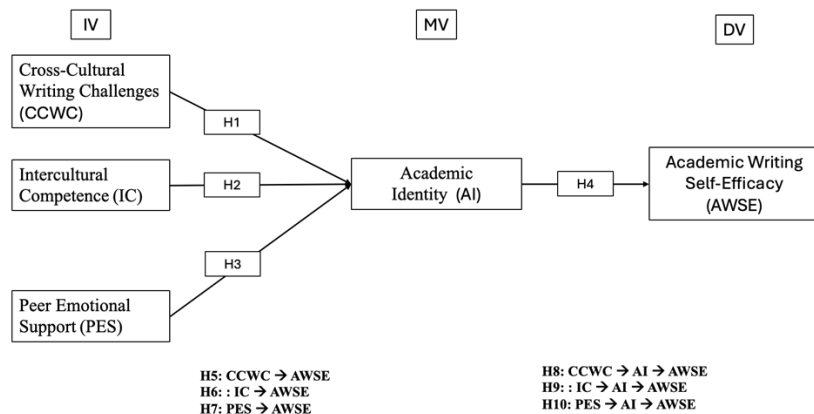 IV
MV
DV
Cross-Cultural
Writing Challenges
(CCWC)
H1
Intercultural
Competence (IC)
H2
Academic
Identity (AI)
H4
Academic Writing
Self-Efficacy
(AWSE)
H3
Peer Emotional
Support (PES)
H5: CCWC → AWSE
H6: : IC → AWSE
H7: PES → AWSE
H8: CCWC → AI → AWSE
H9: : IC → AI → AWSE
H10: PES → AI → AWSE